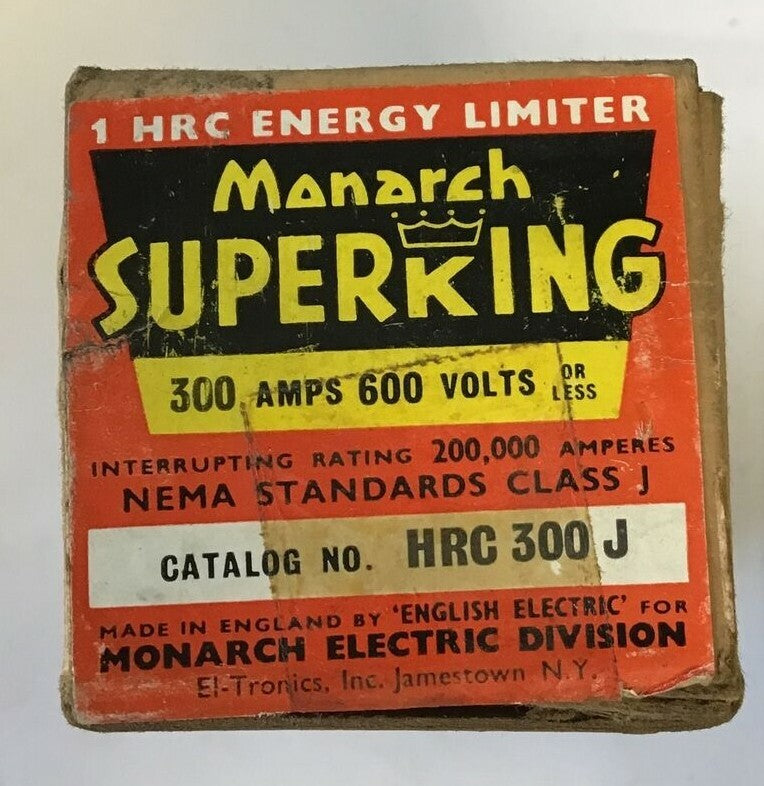 1 HRC ENERGY LIMITER
Monarch
SUPERKING
300 AMPS 600 VOLTS OR LESS
INTERRUPTING RATING 200,000 AMPERES
NEMA STANDARDS CLASS J
CATALOG NO. HRC 300 J
MADE IN ENGLAND BY 'ENGLISH ELECTRIC' FOR
MONARCH ELECTRIC DIVISION
El-Tronics, Inc. Jamestown N.Y.